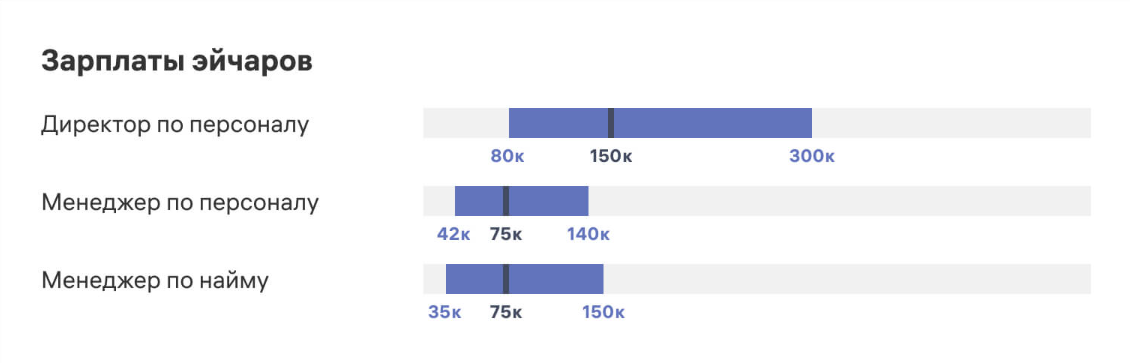 Зарплаты эйчаров
Директор по персоналу
80к 150к 300к
Менеджер по персоналу
42к 75к 140к
Менеджер по найму
35к 75к 150к